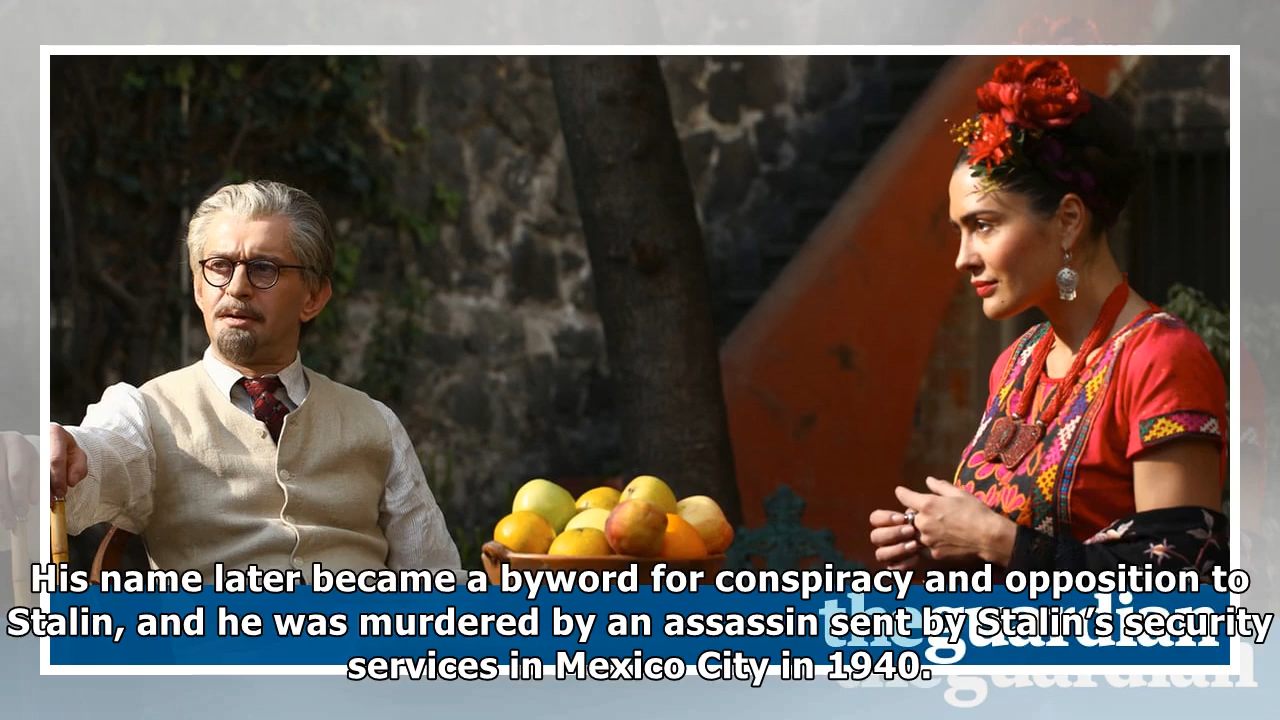 His name later became a byword for conspiracy and opposition to
Stalin, and he was murdered by an assassin sent by Stalin’s security
services in Mexico City in 1940.
theguardian
theguardian